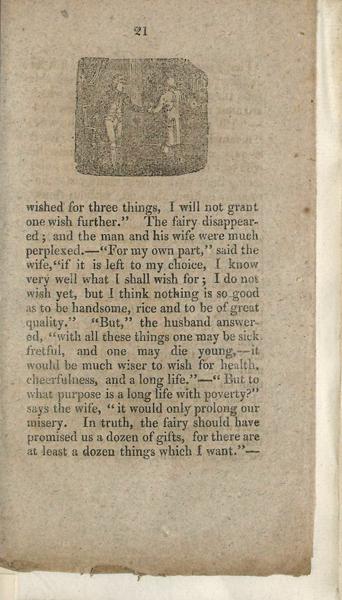 21
wished for three things, I will not grant
one wish further." The fairy disappear-
ed; and the man and his wife were much
perplexed.—"For my own part," said the
wife, "if it is left to my choice, I know
very well what I shall wish for; I do not
wish yet, but I think nothing is so good
as to be handsome, rice and to be of great
quality." "But," the husband answer-
ed, "with all these things one may be sick
fretful, and one may die young,—it
would be much wiser to wish for health,
cheerfulness, and a long life."—"But to
what purpose is a long life with poverty?"
says the wife, "it would only prolong our
misery. In truth, the fairy should have
promised us a dozen of gifts, for there are
at least a dozen things which I want."—